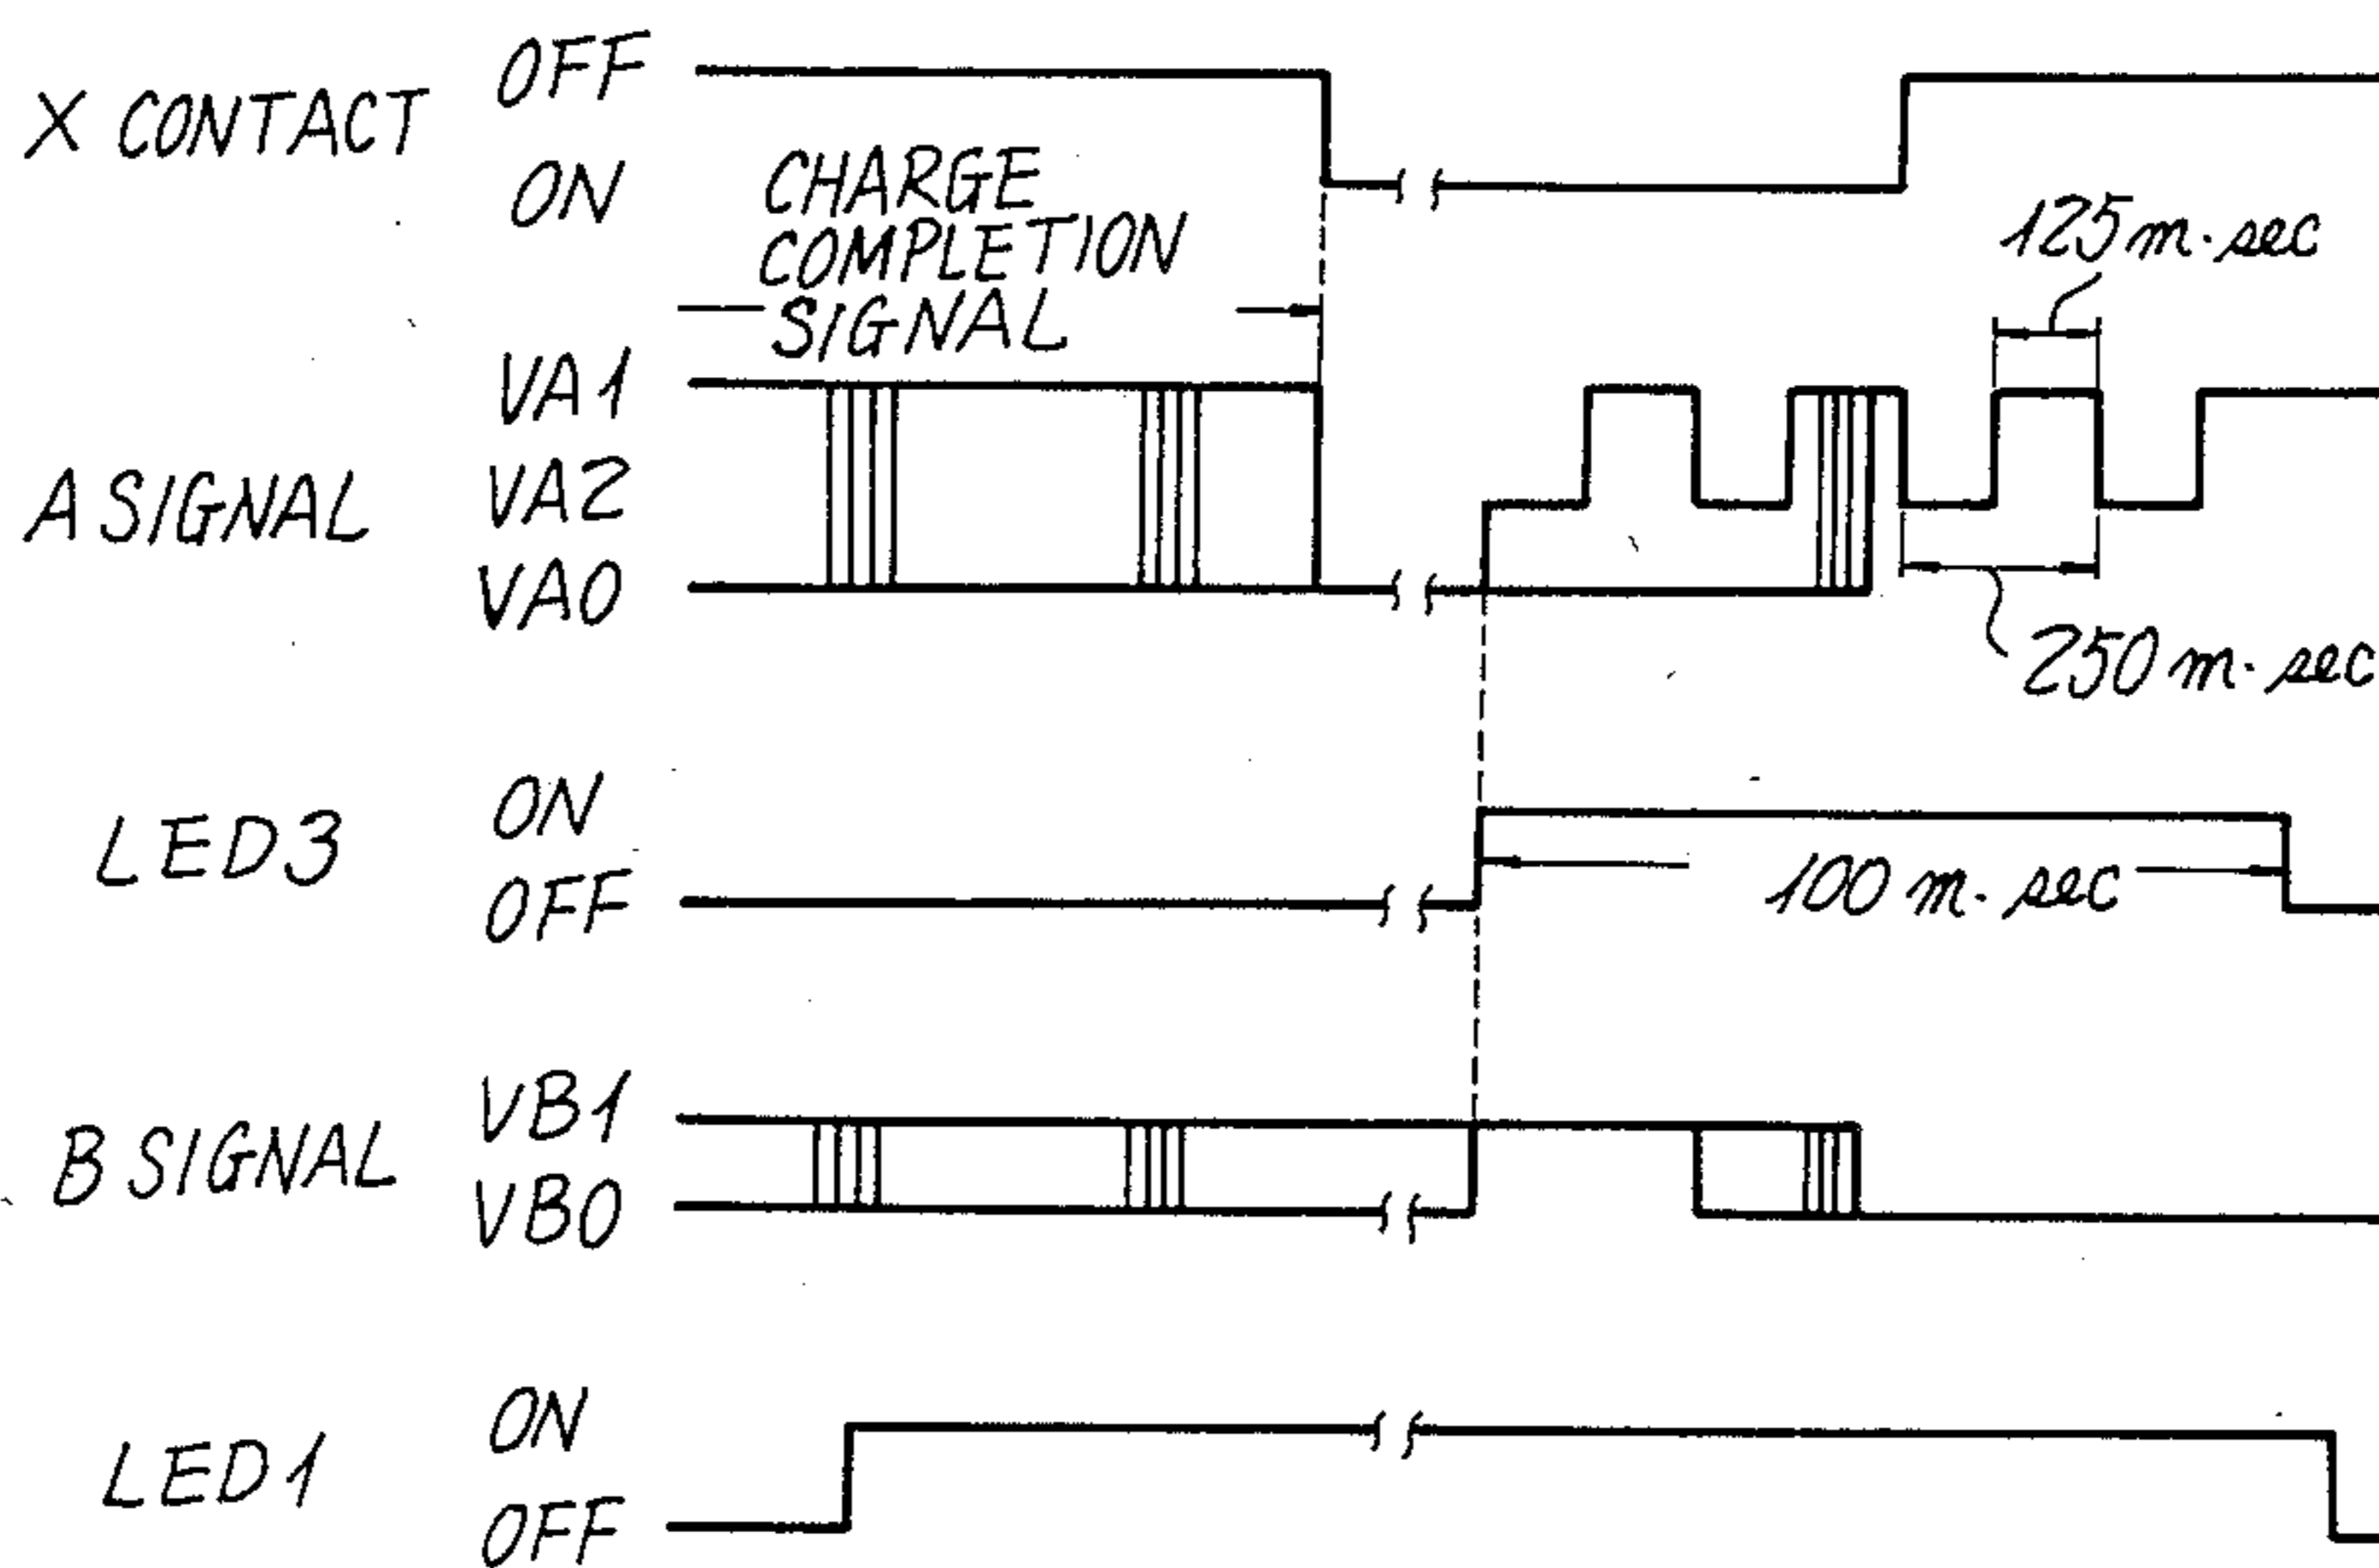 X CONTACT
OFF
ON
CHARGE
COMPLETION
SIGNAL
125 m·sec
A SIGNAL
VA1
VA2
VA0
250 m·sec
LED3
ON
OFF
100 m·sec
B SIGNAL
VB1
VB0
LED1
ON
OFF